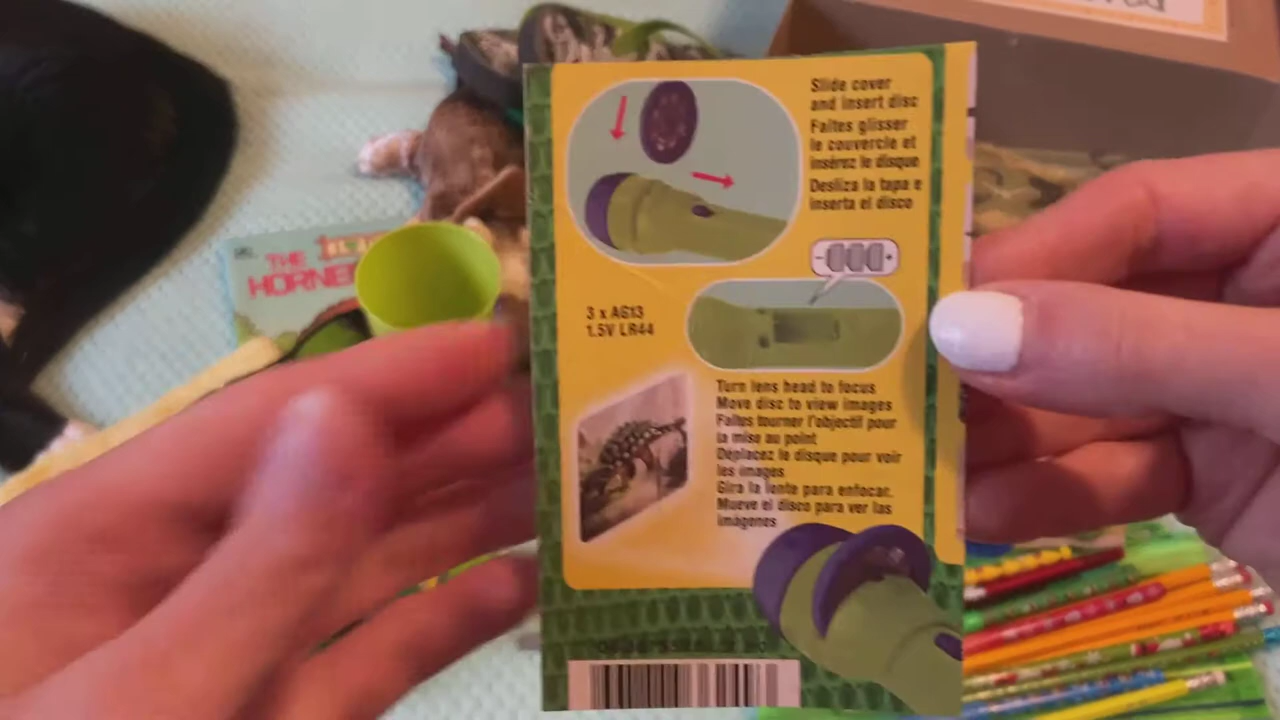 Slide cover
and insert disc
Faites glisser
le couvercle et
insérez le disque
Desliza la tapa e
inserta el disco
- +
3 x AG13
1.5V LR44
Turn lens head to focus
Move disc to view images
Faites tourner l'objectif pour
la mise au point
Déplacez le disque pour voir
les images
Gira la lente para enfocar.
Mueve el disco para ver las
imágenes
THE